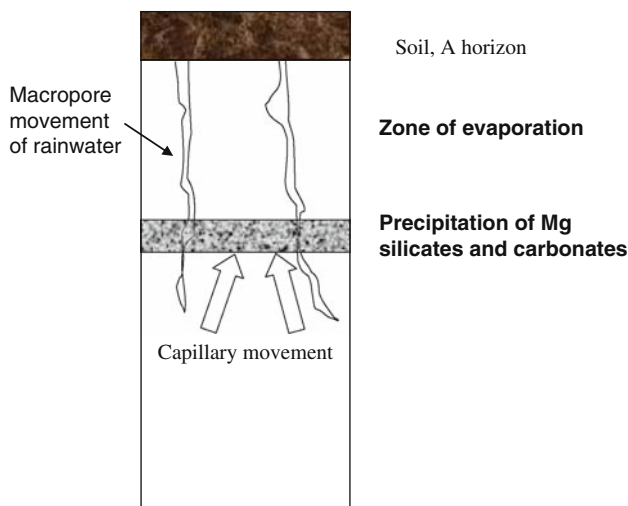 Soil, A horizon
Macropore
movement
of rainwater
Zone of evaporation
Precipitation of Mg
silicates and carbonates
Capillary movement